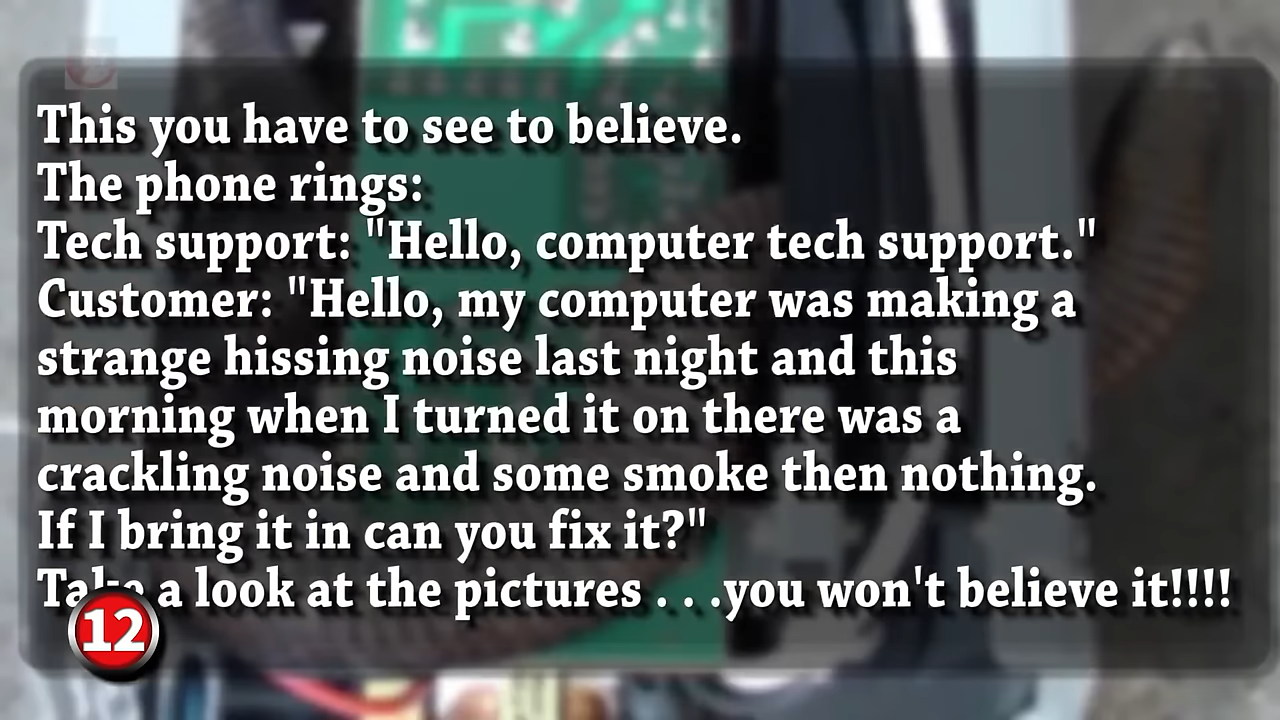 This you have to see to believe.
The phone rings:
Tech support: "Hello, computer tech support."
Customer: "Hello, my computer was making a
strange hissing noise last night and this
morning when I turned it on there was a
crackling noise and some smoke then nothing.
If I bring it in can you fix it?"
Take a look at the pictures . . .you won't believe it!!!!
12